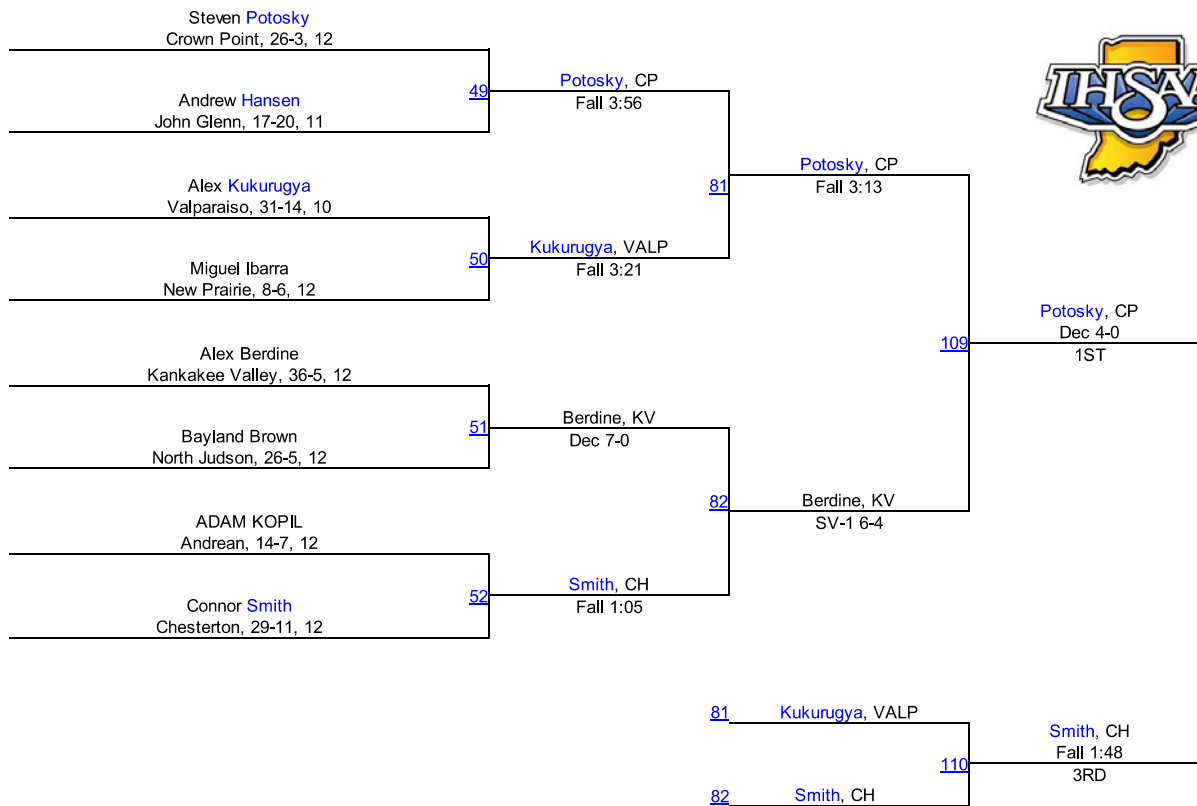 Steven Potosky
Crown Point, 26-3, 12
49
Andrew Hansen
John Glenn, 17-20, 11
Potosky, CP
Fall 3:56
Alex Kukurugya
Valparaiso, 31-14, 10
50
Miguel Ibarra
New Prairie, 8-6, 12
Kukurugya, VALP
Fall 3:21
81
Potosky, CP
Fall 3:13
Alex Berdine
Kankakee Valley, 36-5, 12
51
Bayland Brown
North Judson, 26-5, 12
Berdine, KV
Dec 7-0
ADAM KOPIL
Andrean, 14-7, 12
52
Connor Smith
Chesterton, 29-11, 12
Smith, CH
Fall 1:05
82
Berdine, KV
SV-1 6-4
109
Potosky, CP
Dec 4-0
1ST
81
Kukurugya, VALP
110
82
Smith, CH
Smith, CH
Fall 1:48
3RD
IHSAA